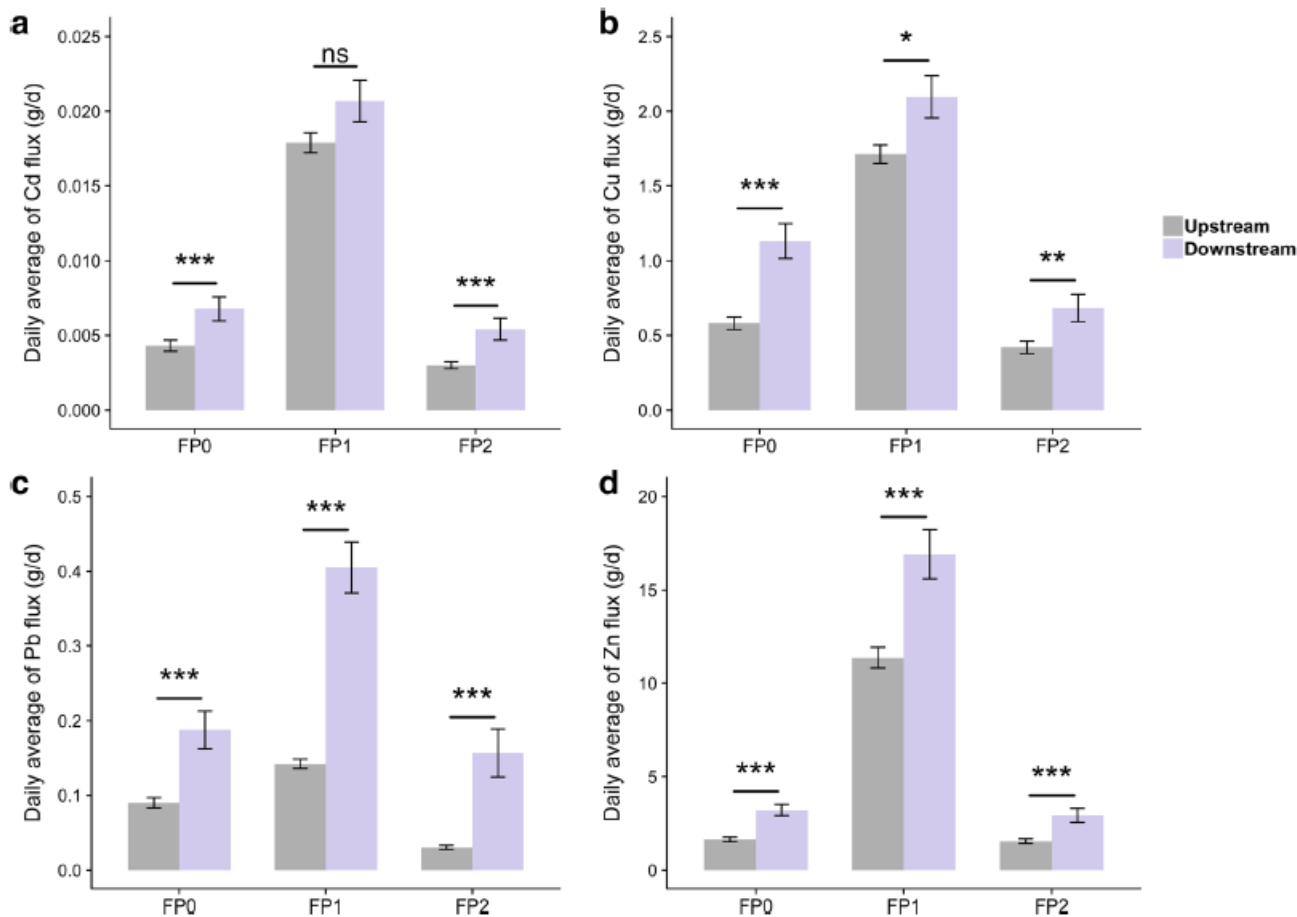 a
Daily average of Cd flux (g/d)
0.025
0.020
0.015
0.010
0.005
0.000
***
ns
***
FP0 FP1 FP2
b
Daily average of Cu flux (g/d)
2.5
2.0
1.5
1.0
0.5
0.0
***
*
**
FP0 FP1 FP2
Upstream
Downstream
c
Daily average of Pb flux (g/d)
0.5
0.4
0.3
0.2
0.1
0.0
***
***
***
FP0 FP1 FP2
d
Daily average of Zn flux (g/d)
20
15
10
5
0
***
***
***
FP0 FP1 FP2